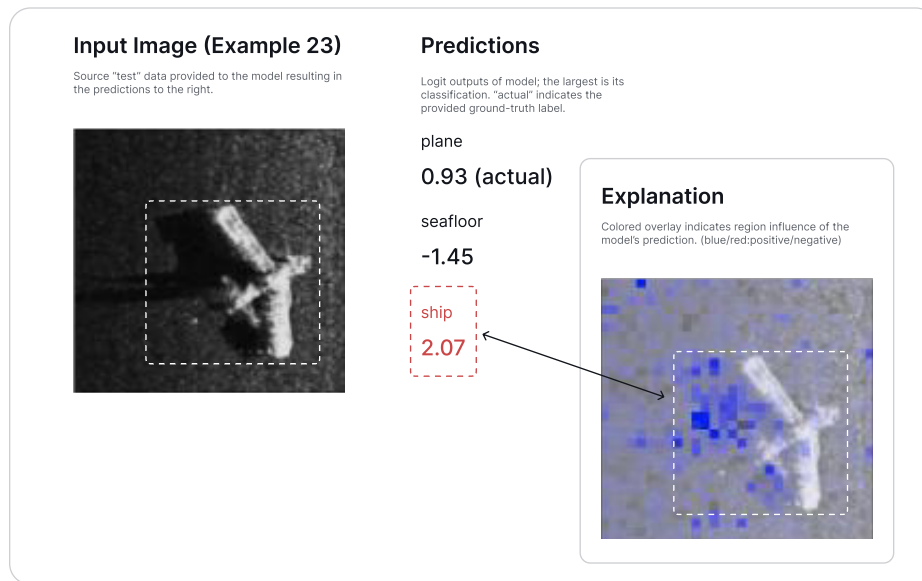 Input Image (Example 23)
Source “test” data provided to the model resulting in
the predictions to the right.
Predictions
Logit outputs of model; the largest is its
classification. “actual” indicates the
provided ground-truth label.
plane
0.93 (actual)
seafloor
-1.45
ship
2.07
Explanation
Colored overlay indicates region influence of the
model’s prediction. (blue/red:positive/negative)